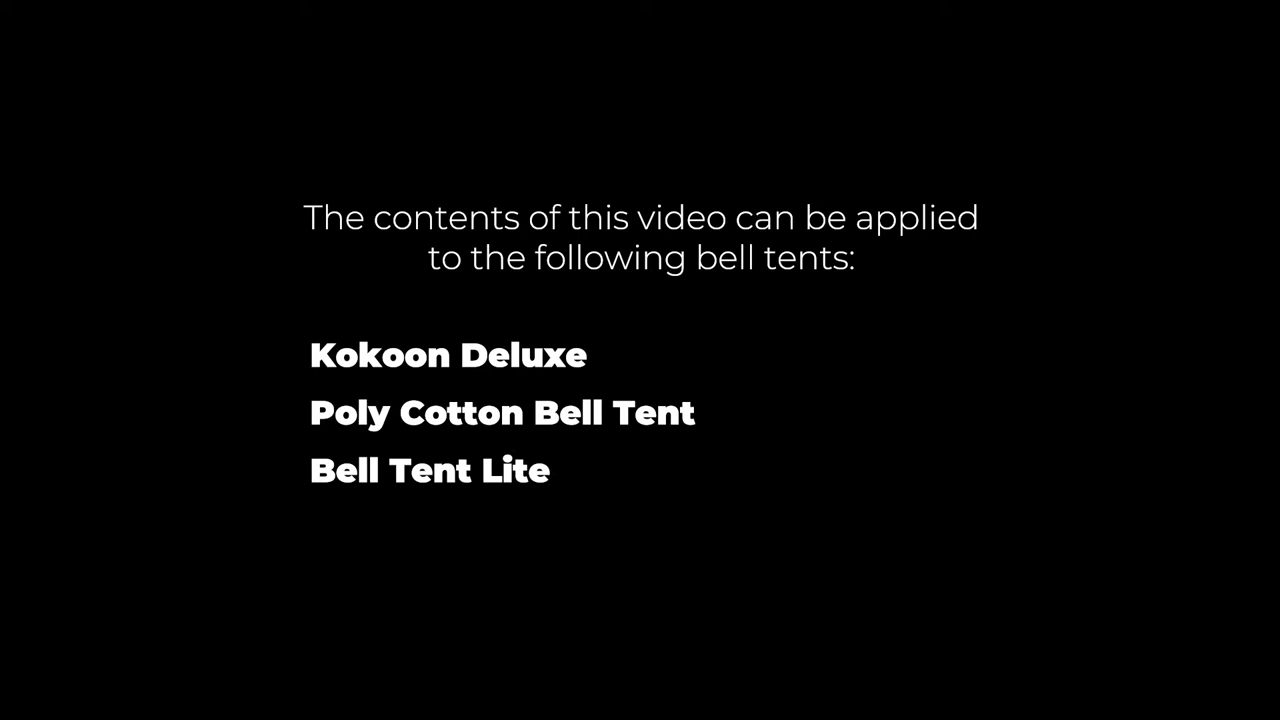 The contents of this video can be applied
to the following bell tents:
Kokoon Deluxe
Poly Cotton Bell Tent
Bell Tent Lite